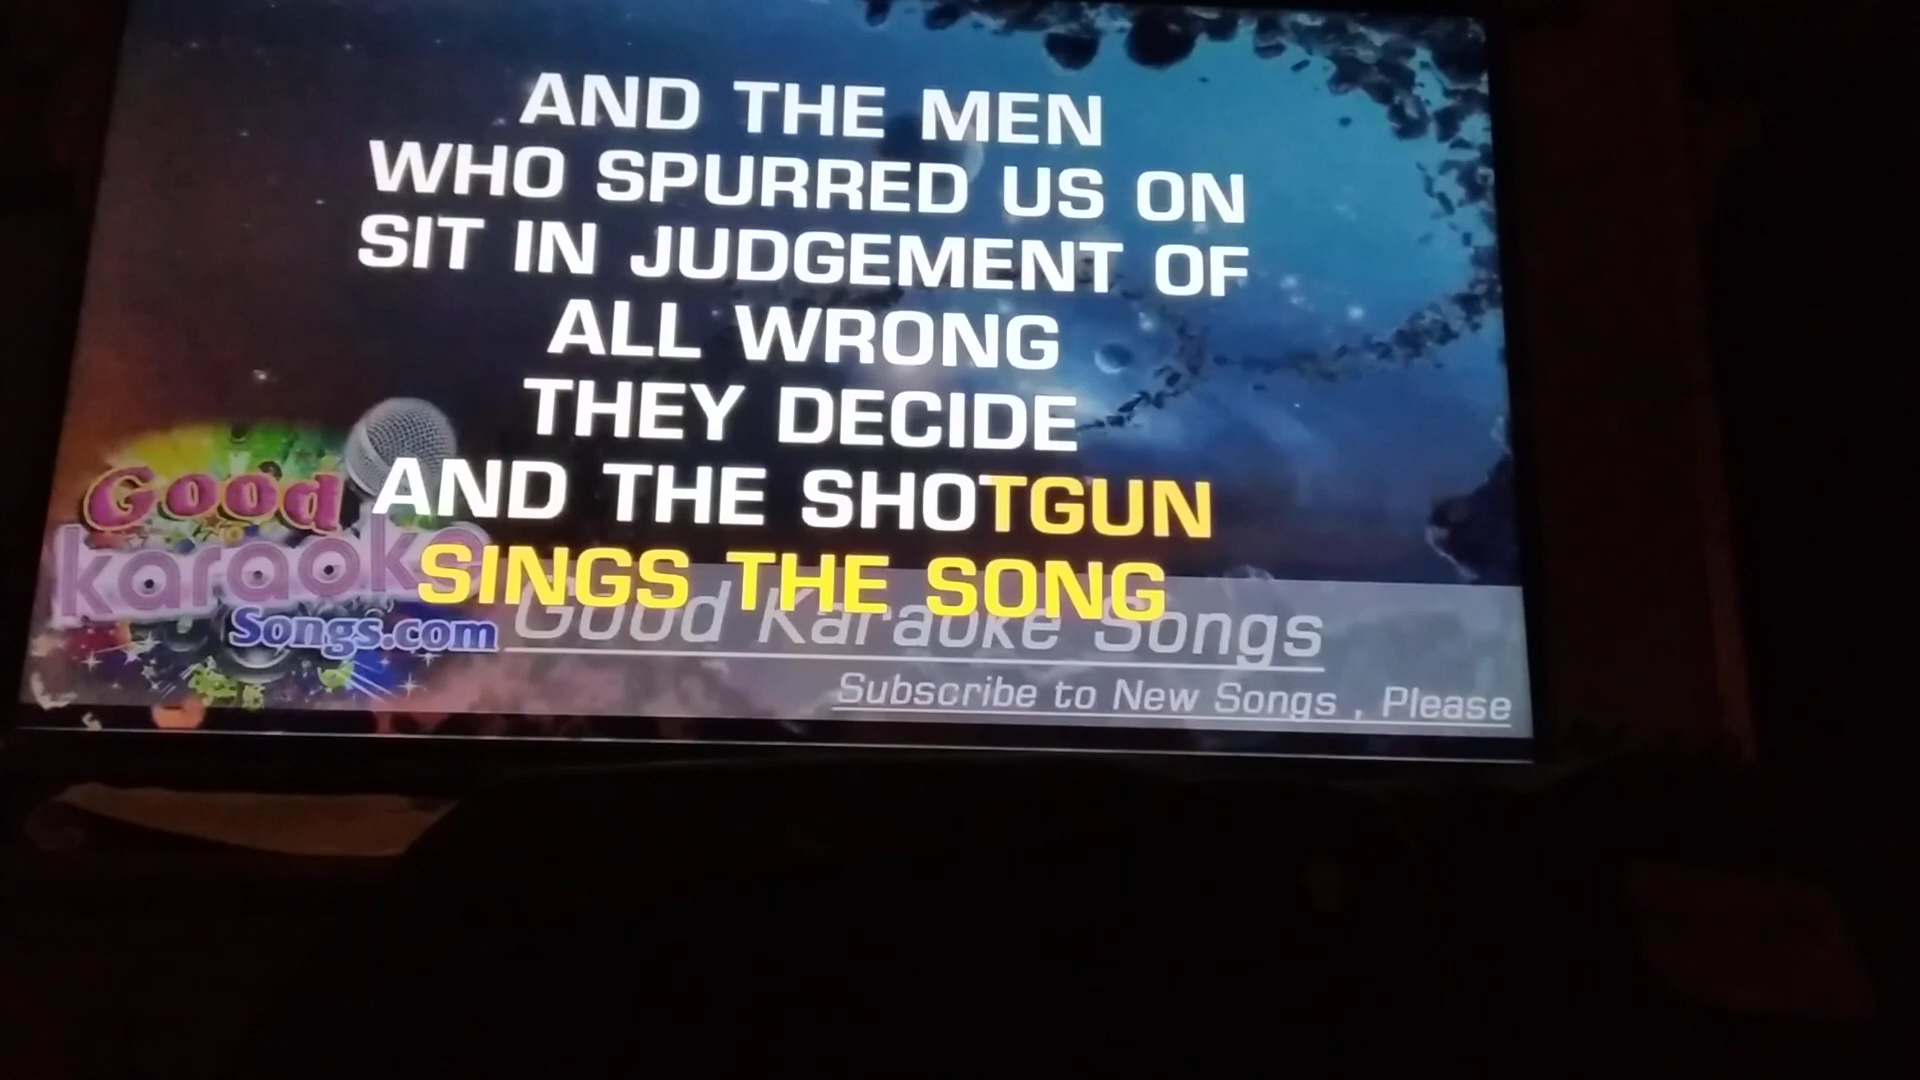 AND THE MEN
WHO SPURRED US ON
SIT IN JUDGEMENT OF
ALL WRONG
THEY DECIDE
AND THE SHOTGUN
SINGS THE SONG
Good
karaoke
Songs.com
Good Karaoke Songs
Subscribe to New Songs , Please